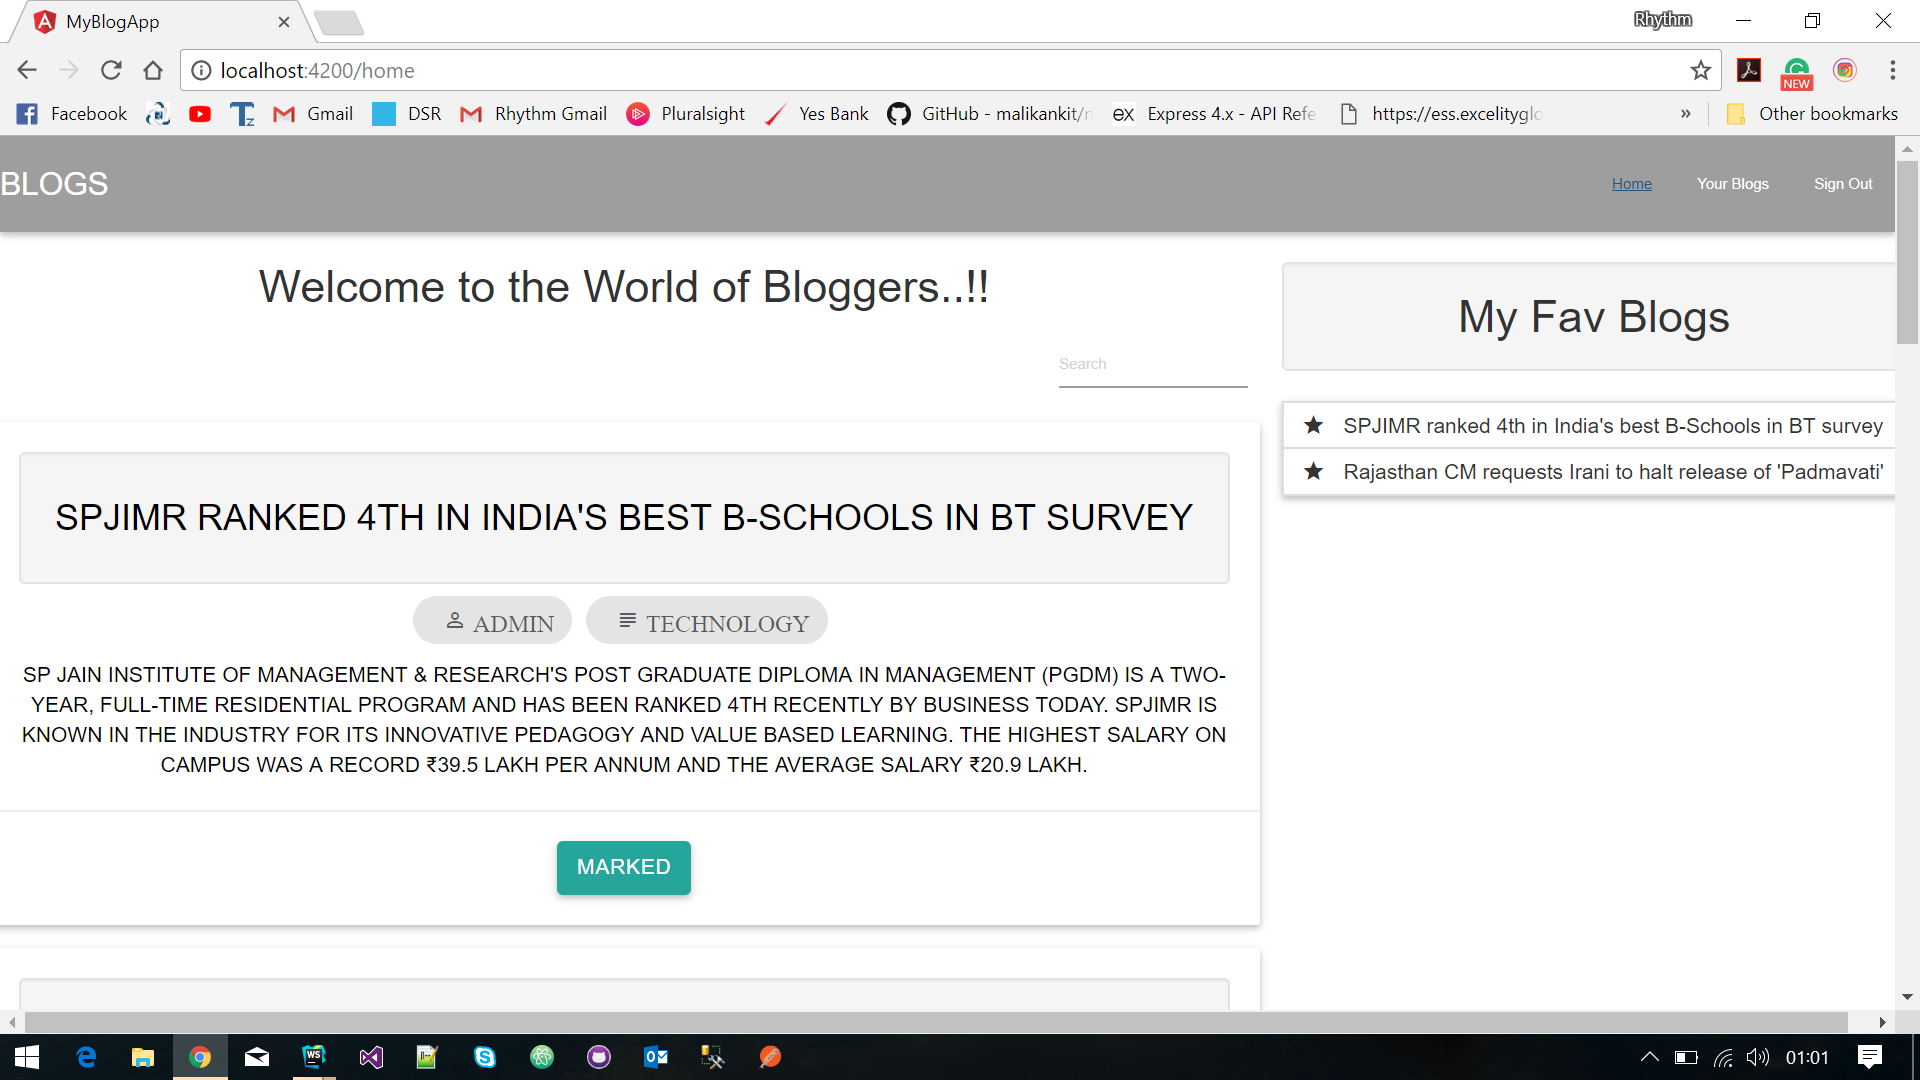 MyBlogApp
Rhythm
localhost:4200/home
NEW
Facebook
Gmail
DSR
Rhythm Gmail
Pluralsight
Yes Bank
GitHub - malikankit/
Express 4.x - API Refe
https://ess.excelityglo
Other bookmarks
BLOGS
Home
Your Blogs
Sign Out
Welcome to the World of Bloggers..!!
Search
My Fav Blogs
SPJIMR ranked 4th in India's best B-Schools in BT survey
Rajasthan CM requests Irani to halt release of 'Padmavati'
SPJIMR RANKED 4TH IN INDIA'S BEST B-SCHOOLS IN BT SURVEY
ADMIN
TECHNOLOGY
SP JAIN INSTITUTE OF MANAGEMENT & RESEARCH'S POST GRADUATE DIPLOMA IN MANAGEMENT (PGDM) IS A TWO-
YEAR, FULL-TIME RESIDENTIAL PROGRAM AND HAS BEEN RANKED 4TH RECENTLY BY BUSINESS TODAY. SPJIMR IS
KNOWN IN THE INDUSTRY FOR ITS INNOVATIVE PEDAGOGY AND VALUE BASED LEARNING. THE HIGHEST SALARY ON
CAMPUS WAS A RECORD ₹39.5 LAKH PER ANNUM AND THE AVERAGE SALARY ₹20.9 LAKH.
MARKED
01:01